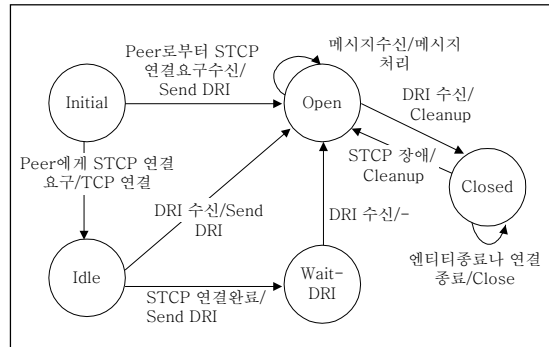 Peer로부터 STCP
연결요구수신/
Send DRI
메시지수신/메시지
처리
Initial
Open
DRI 수신/
Cleanup
Peer에게 STCP 연결
요구/TCP 연결
STCP 장애/
Cleanup
Closed
DRI 수신/Send
DRI
DRI 수신/-
Idle
Wait-
DRI
엔티티종료나 연결
종료/Close
STCP 연결완료/
Send DRI